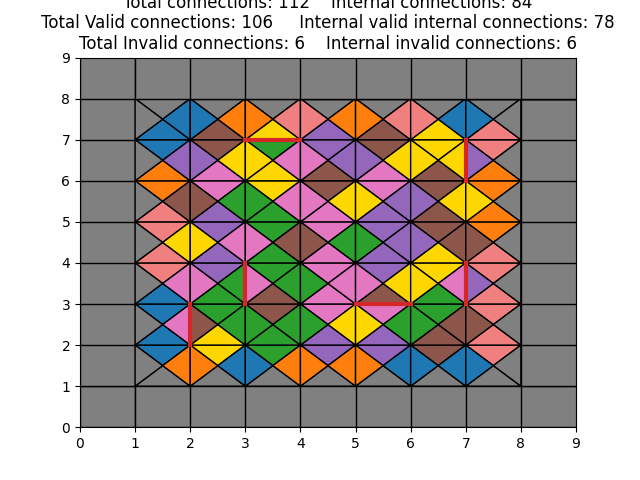 Total connections: 112    Internal connections: 84
Total Valid connections: 106    Internal valid internal connections: 78
Total Invalid connections: 6    Internal invalid connections: 6
9
8
7
6
5
4
3
2
1
0
0 1 2 3 4 5 6 7 8 9